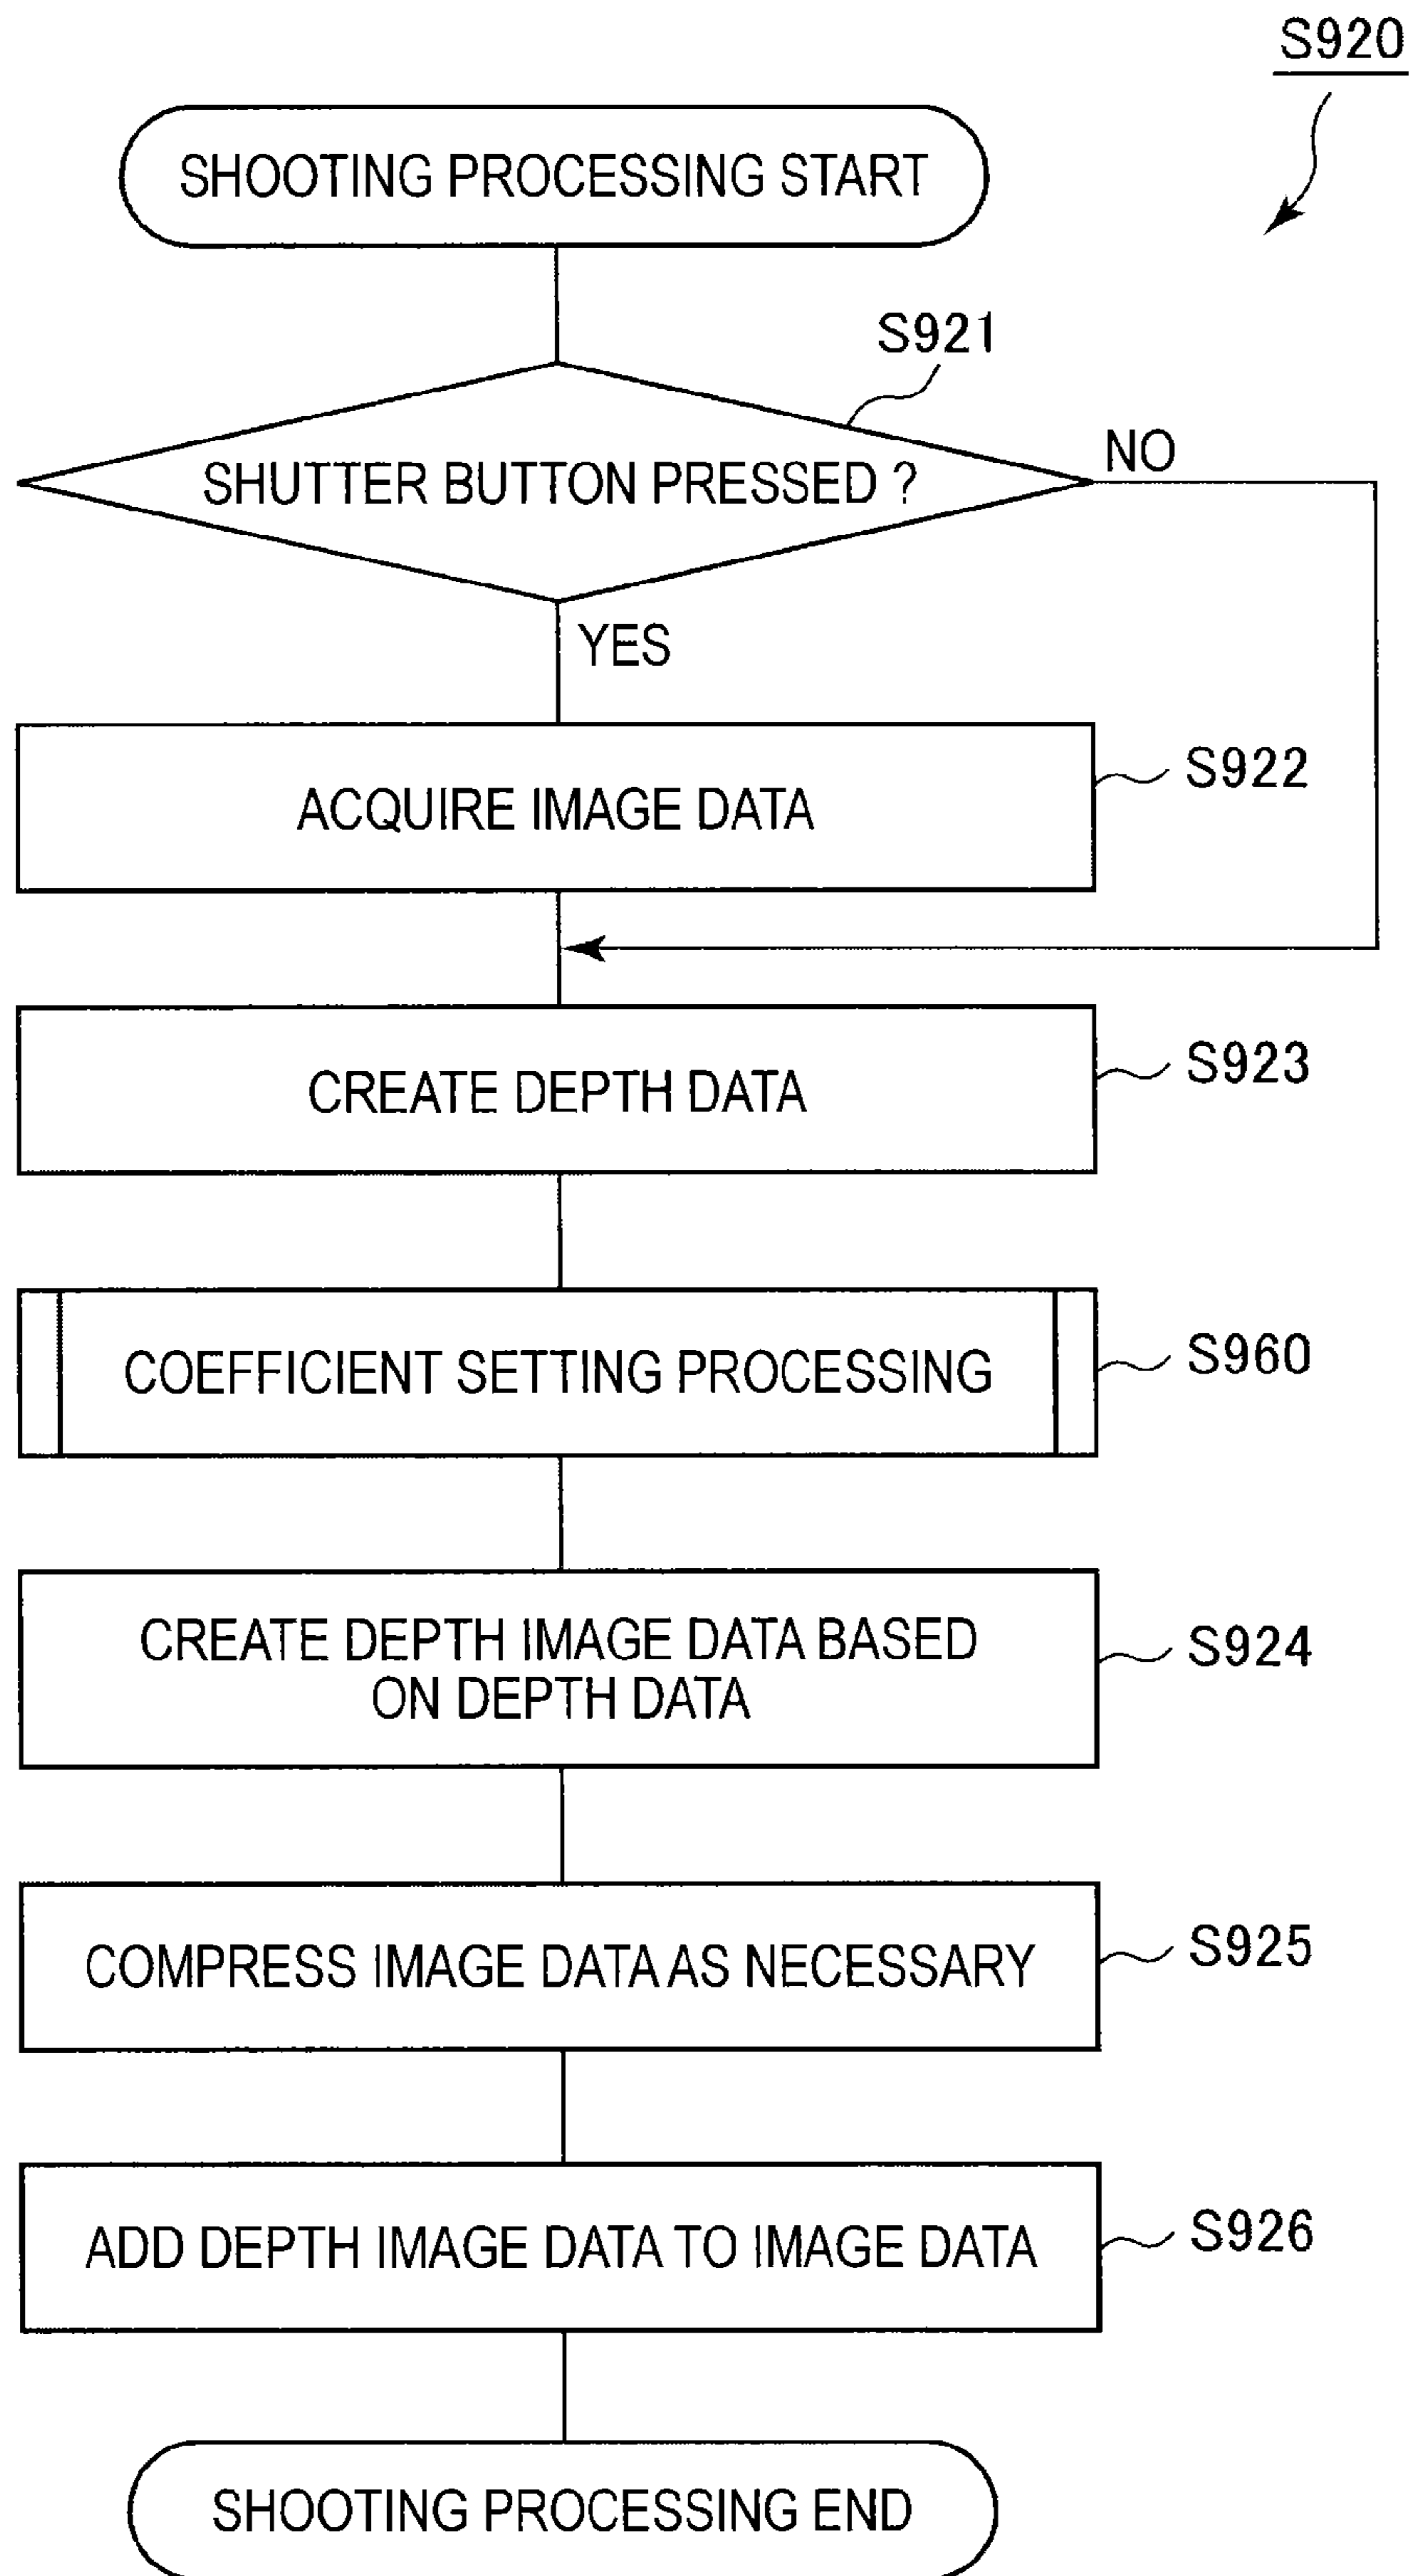 S920
SHOOTING PROCESSING START
S921
SHUTTER BUTTON PRESSED ?
NO
YES
ACQUIRE IMAGE DATA
S922
CREATE DEPTH DATA
S923
COEFFICIENT SETTING PROCESSING
S960
CREATE DEPTH IMAGE DATA BASED
ON DEPTH DATA
S924
COMPRESS IMAGE DATA AS NECESSARY
S925
ADD DEPTH IMAGE DATA TO IMAGE DATA
S926
SHOOTING PROCESSING END